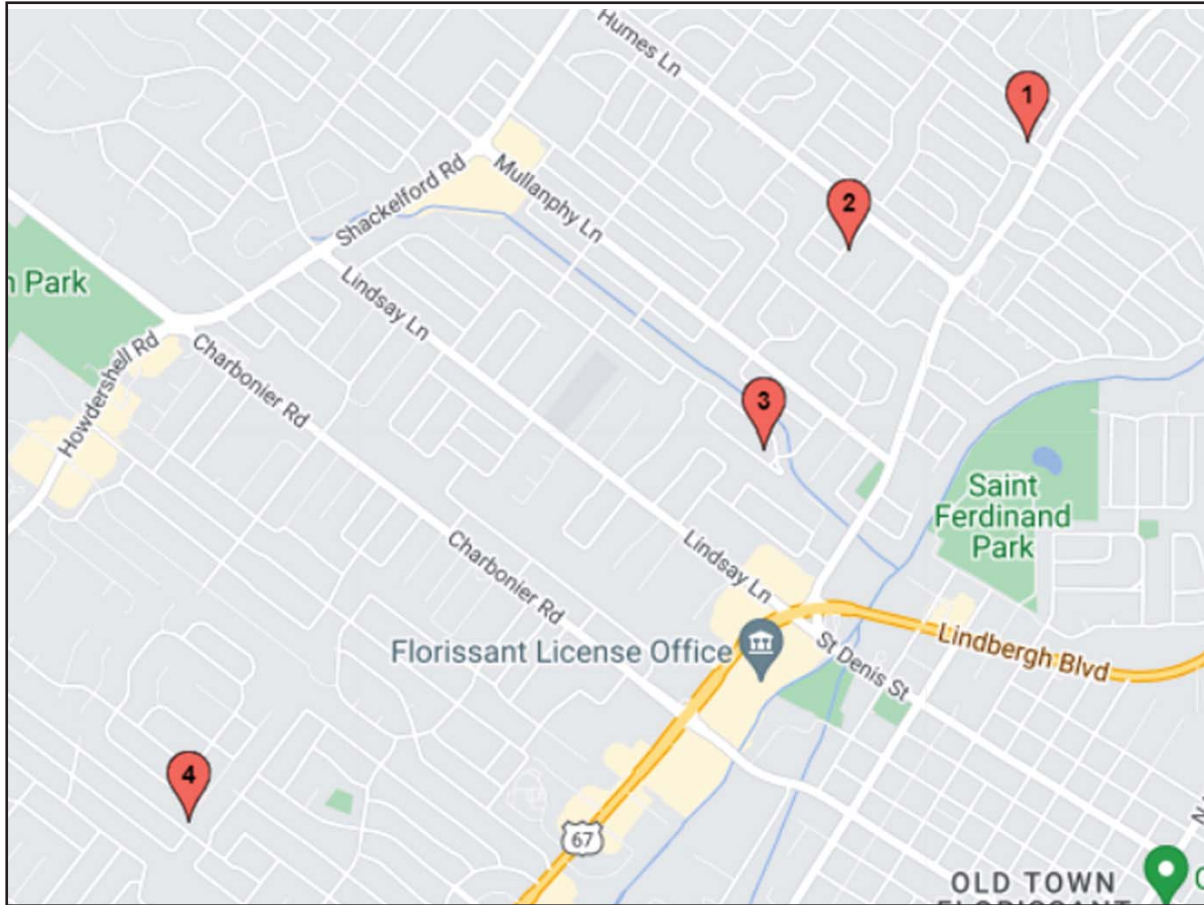 Humes Ln
1
Shackelford Rd
Mullanphy Ln
2
n Park
Lindsay Ln
Howdershell Rd
Charbonier Rd
3
Saint
Ferdinand
Park
Charbonier Rd
Lindsay Ln
Florissant License Office
St Denis St
Lindbergh Blvd
4
67
OLD TOWN
FLORISSANT
N